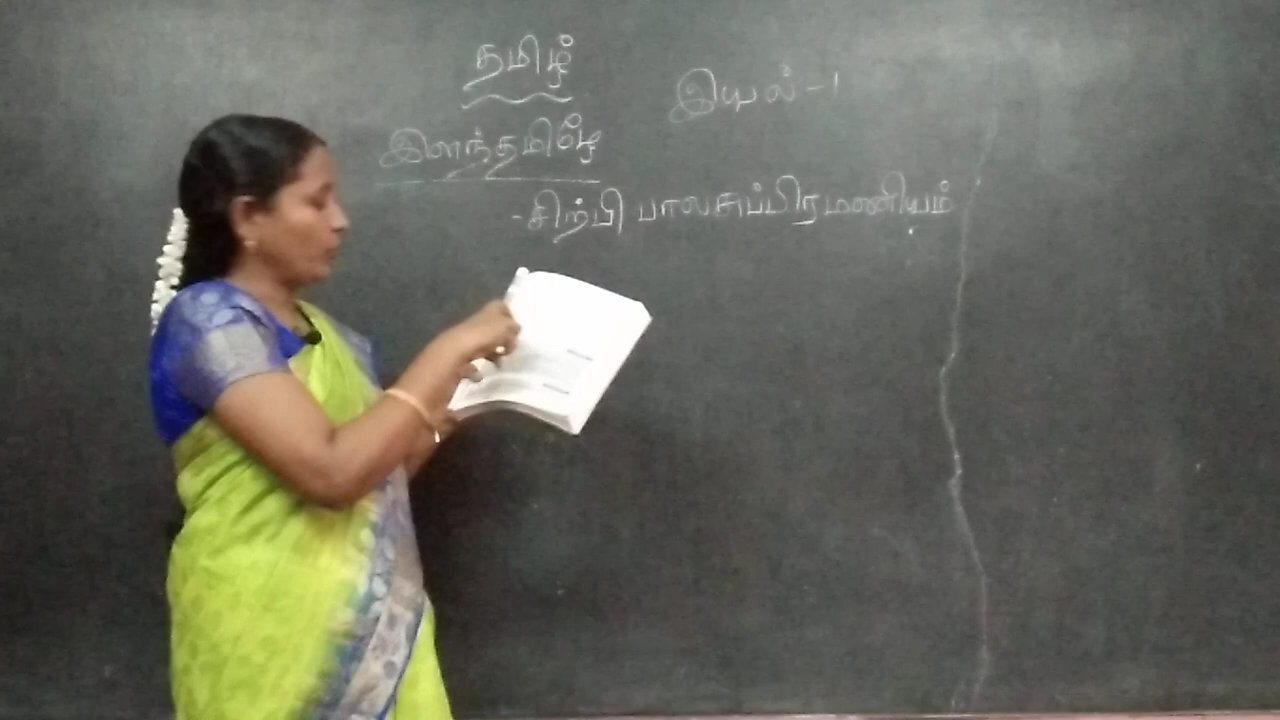 தமிழ்
இயல் - 1
இளந்தமிழே
- சிற்பி பாலசுப்பிரமணியம்